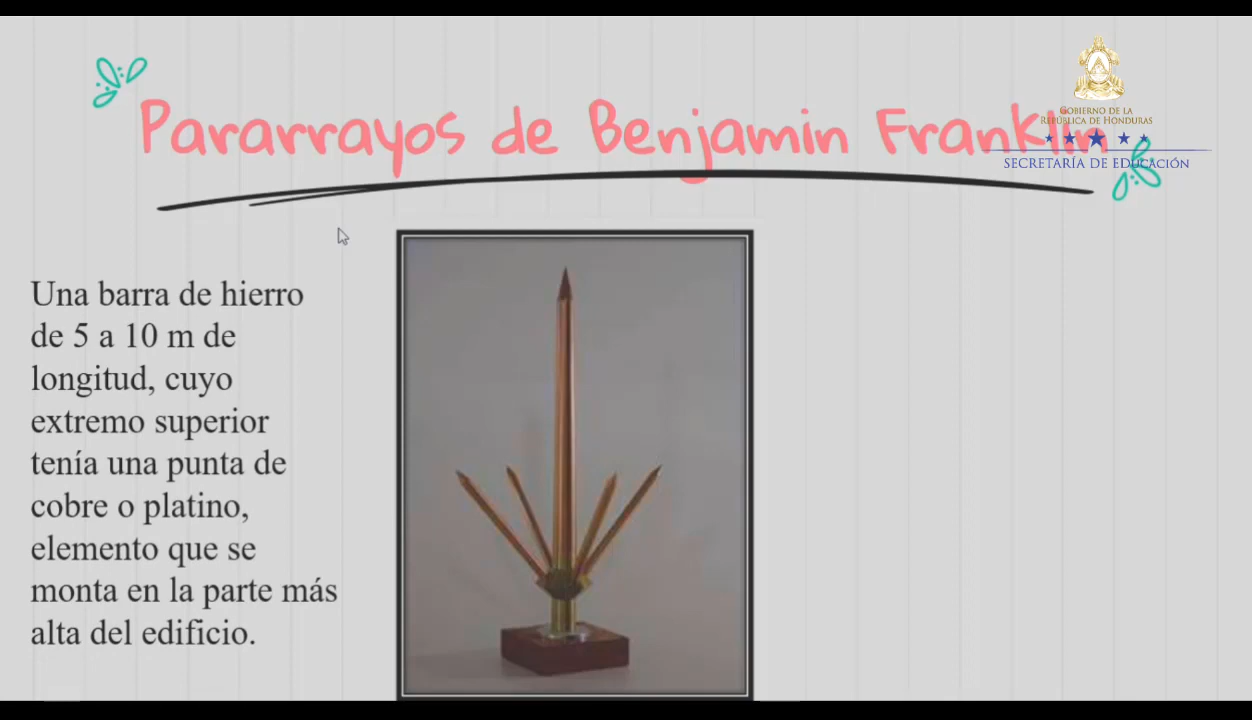 Pararrayos de Benjamin Franklin
GOBIERNO DE LA
REPÚBLICA DE HONDURAS
SECRETARÍA DE EDUCACIÓN
Una barra de hierro
de 5 a 10 m de
longitud, cuyo
extremo superior
tenía una punta de
cobre o platino,
elemento que se
monta en la parte más
alta del edificio.